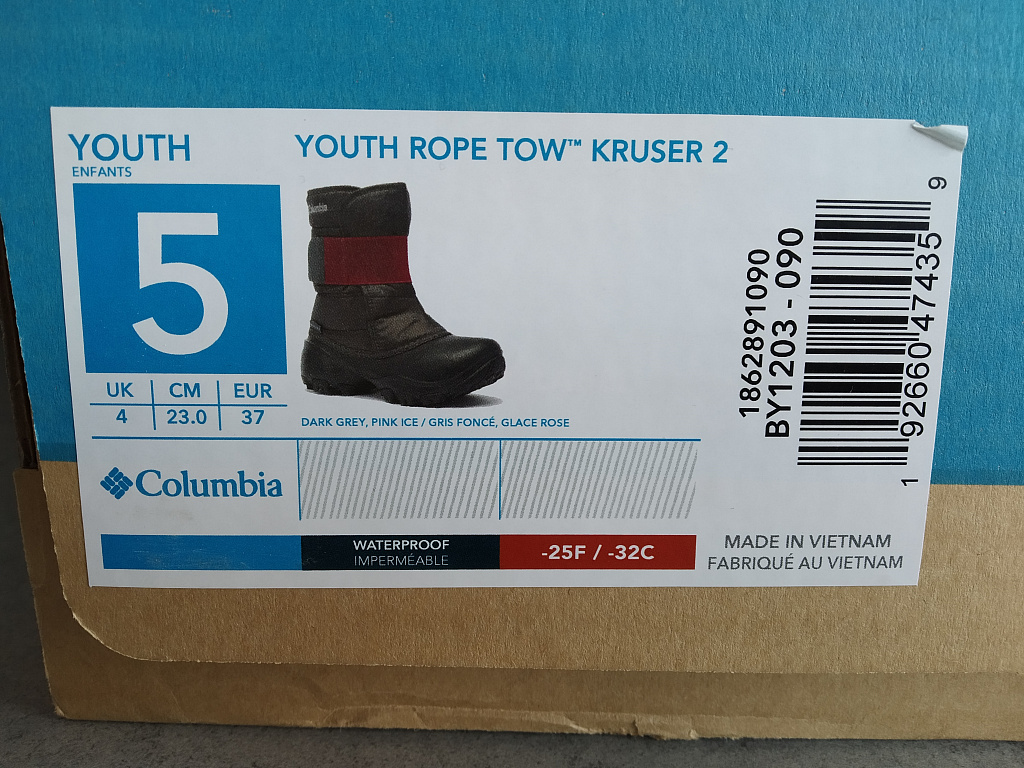 YOUTH
ENFANTS
5
UK | CM | EUR
4 | 23.0 | 37
YOUTH ROPE TOW™ KRUSER 2
Columbia
DARK GREY, PINK ICE / GRIS FONCÉ, GLACE ROSE
Columbia
WATERPROOF
IMPERMÉABLE
-25F / -32C
1862891090
BY1203 - 090
1 92660 47435 9
MADE IN VIETNAM
FABRIQUÉ AU VIETNAM